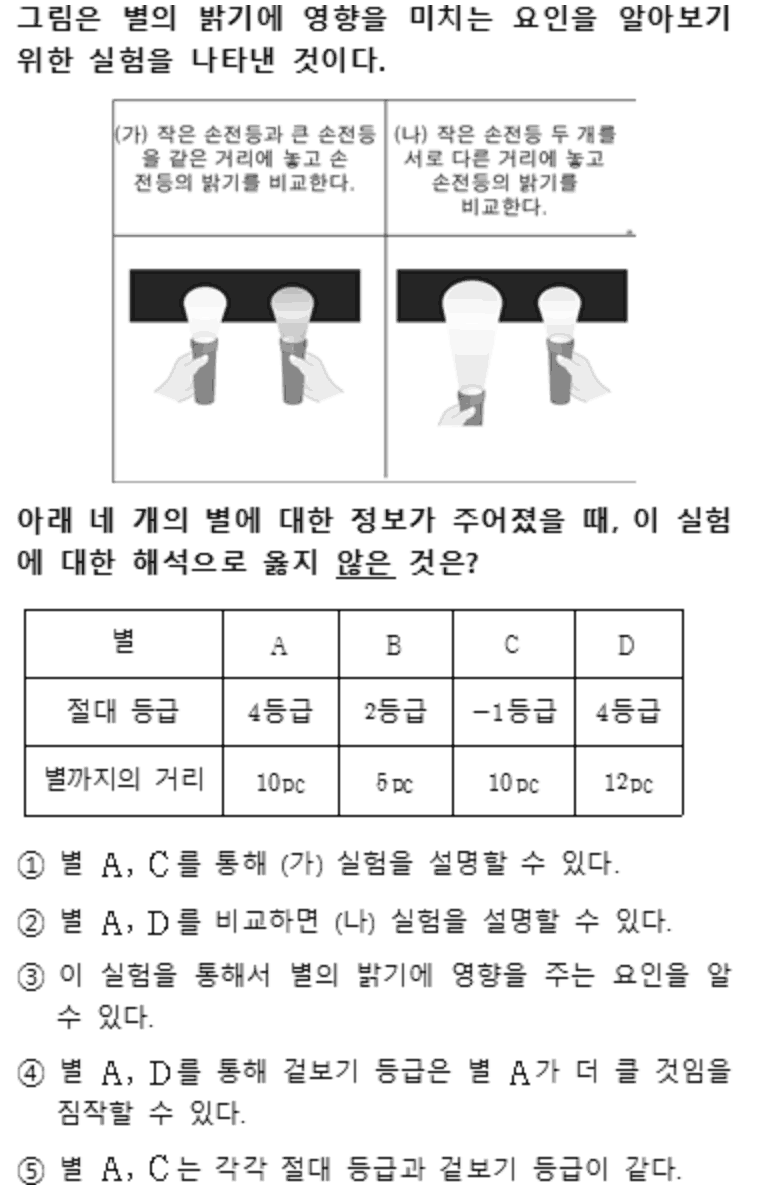 그림은 별의 밝기에 영향을 미치는 요인을 알아보기
위한 실험을 나타낸 것이다.
(가) 작은 손전등과 큰 손전등
을 같은 거리에 놓고 손
전등의 밝기를 비교한다.
(나) 작은 손전등 두 개를
서로 다른 거리에 놓고
손전등의 밝기를
비교한다.
아래 네 개의 별에 대한 정보가 주어졌을 때, 이 실험
에 대한 해석으로 옳지 않은 것은?
별 A B C D
절대 등급 4등급 2등급 −1등급 4등급
별까지의 거리 10pc 5pc 10pc 12pc
① 별 A, C를 통해 (가) 실험을 설명할 수 있다.
② 별 A, D를 비교하면 (나) 실험을 설명할 수 있다.
③ 이 실험을 통해서 별의 밝기에 영향을 주는 요인을 알
수 있다.
④ 별 A, D를 통해 겉보기 등급은 별 A가 더 클 것임을
짐작할 수 있다.
⑤ 별 A, C는 각각 절대 등급과 겉보기 등급이 같다.